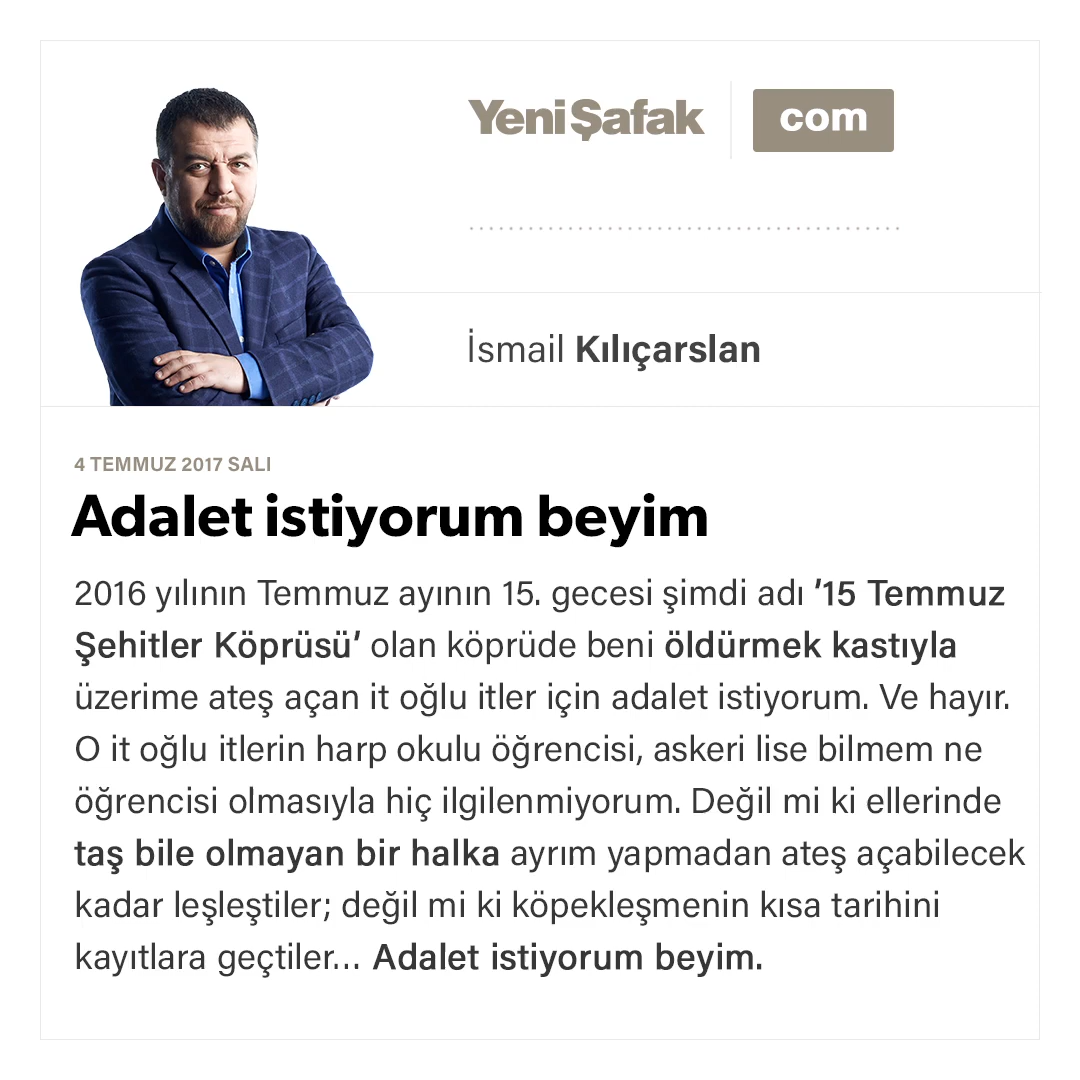 YeniŞafak
com
İsmail Kılıçarslan
4 TEMMUZ 2017 SALI
Adalet istiyorum beyim
2016 yılının Temmuz ayının 15. gecesi şimdi adı '15 Temmuz
Şehitler Köprüsü' olan köprüde beni öldürmek kastıyla
üzerime ateş açan it oğlu itler için adalet istiyorum. Ve hayır.
O it oğlu itlerin harp okulu öğrencisi, askeri lise bilmem ne
öğrencisi olmasıyla hiç ilgilenmiyorum. Değil mi ki ellerinde
taş bile olmayan bir halka ayrım yapmadan ateş açabilecek
kadar leşleştiler; değil mi ki köpekleşmenin kısa tarihini
kayıtlara geçtiler... Adalet istiyorum beyim.